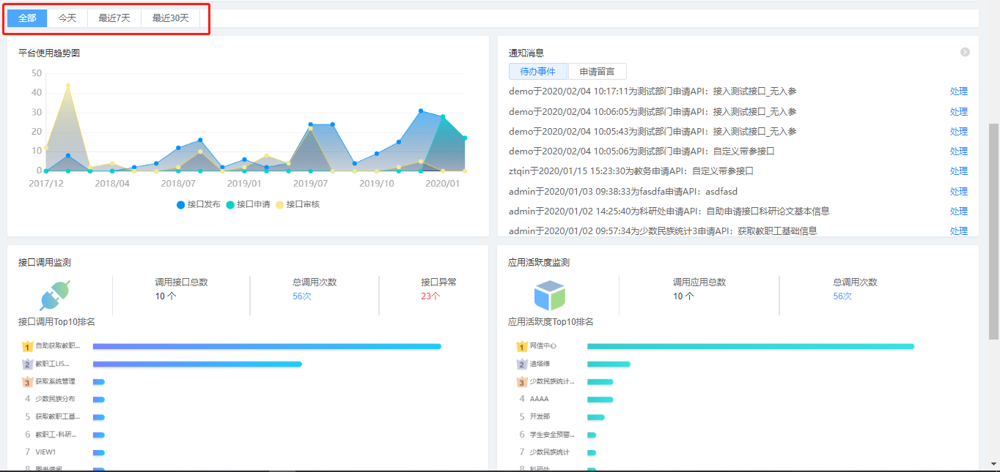 全部 今天 最近7天 最近30天
平台使用趋势图
50
40
30
20
10
0
2017/12 2018/04 2018/07 2019/01 2019/07 2019/10 2020/01
接口发布 接口申请 接口审核
通知消息
待办事件 申请留言
demo于2020/02/04 10:17:11为测试部门申请API：接入测试接口_无入参 处理
demo于2020/02/04 10:06:05为测试部门申请API：接入测试接口_无入参 处理
demo于2020/02/04 10:05:43为测试部门申请API：接入测试接口_无入参 处理
demo于2020/02/04 10:05:06为测试部门申请API：自定义带参接口 处理
ztqin于2020/01/15 15:23:30为教务申请API：自定义带参接口 处理
admin于2020/01/03 09:38:33为fasdfa申请API：asdfasd 处理
admin于2020/01/02 14:25:40为科研处申请API：自助申请接口科研论文基本信息 处理
admin于2020/01/02 09:57:34为少数民族统计3申请API：获取教职工基础信息 处理
接口调用监测
调用接口总数 总调用次数 接口异常
10 个 56次 23个
接口调用Top10排名
1 自助获取教职...
2 教职工LIS...
3 获取系统管理
4 少数民族分布
5 获取教职工基...
6 教职工-科研...
7 VIEW1
8 图书借阅
应用活跃度监测
调用应用总数 总调用次数
10 个 56次
应用活跃度Top10排名
1 网信中心
2 迪塔维
3 少数民族统计...
4 AAAA
5 开发部
6 学生安全预警...
7 少数民族统计
8 科研处